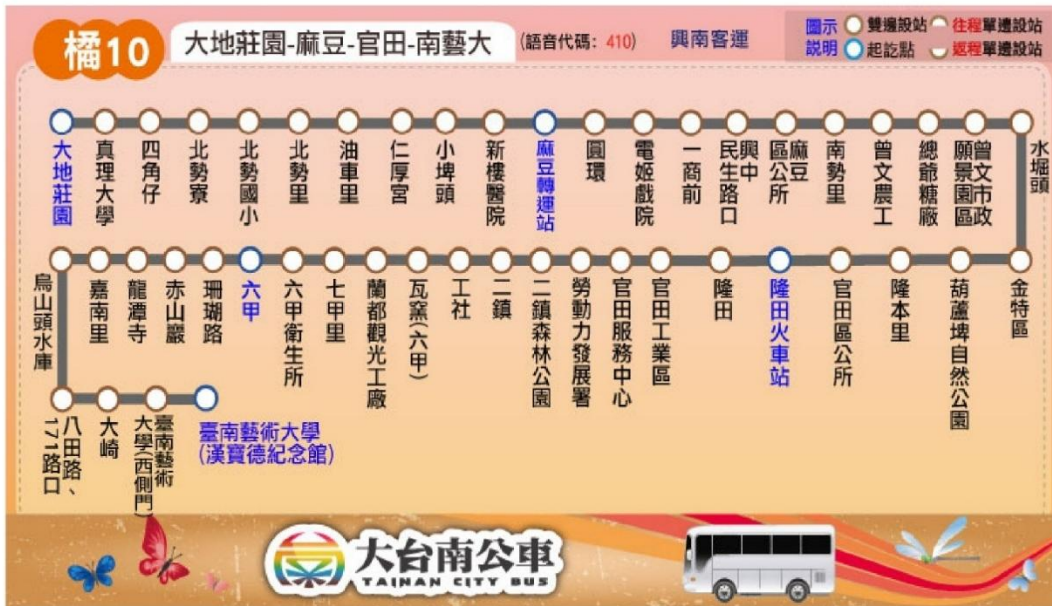 橘10
大地莊園-麻豆-官田-南藝大
(語音代碼: 410)
興南客運
圖示說明
雙邊設站
往程單邊設站
起訖點
返程單邊設站
大地莊園
真理大學
四角仔
北勢寮
北勢國小
北勢里
油車里
仁厚宮
小埤頭
新樓醫院
麻豆轉運站
圓環
電姬戲院
一商前
興中
民生路口
麻豆
區公所
南勢里
曾文農工
總爺糖廠
曾文市政
願景園區
水堀頭
金特區
葫蘆埤自然公園
隆本里
官田區公所
隆田火車站
隆田
官田工業區
官田服務中心
勞動力發展署
二鎮森林公園
二鎮
工社
瓦窯(六甲)
蘭都觀光工廠
七甲里
六甲衛生所
六甲
珊瑚路
赤山巖
龍潭寺
嘉南里
烏山頭水庫
八田路、
171路口
大崎
臺南藝術
大學(西側門)
臺南藝術大學
(漢寶德紀念館)
大台南公車
TAINAN CITY BUS